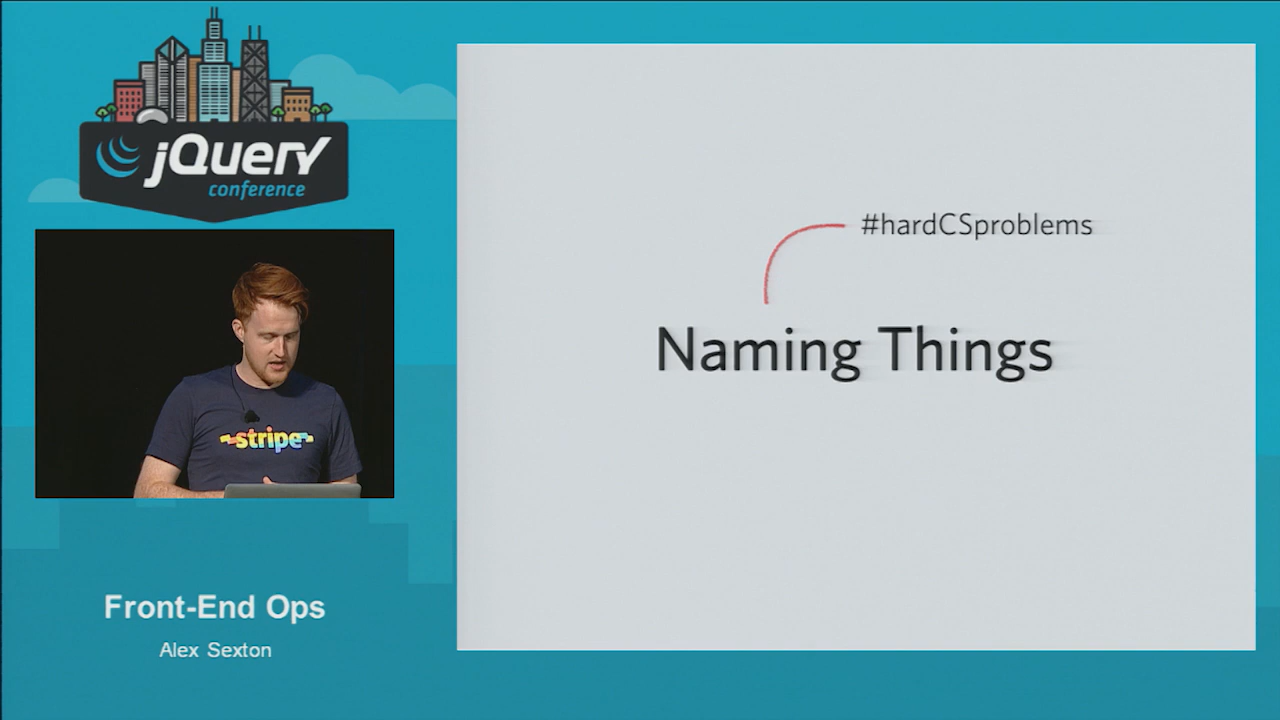 jQuery
conference
stripe
Front-End Ops
Alex Sexton
#hardCSproblems
Naming Things